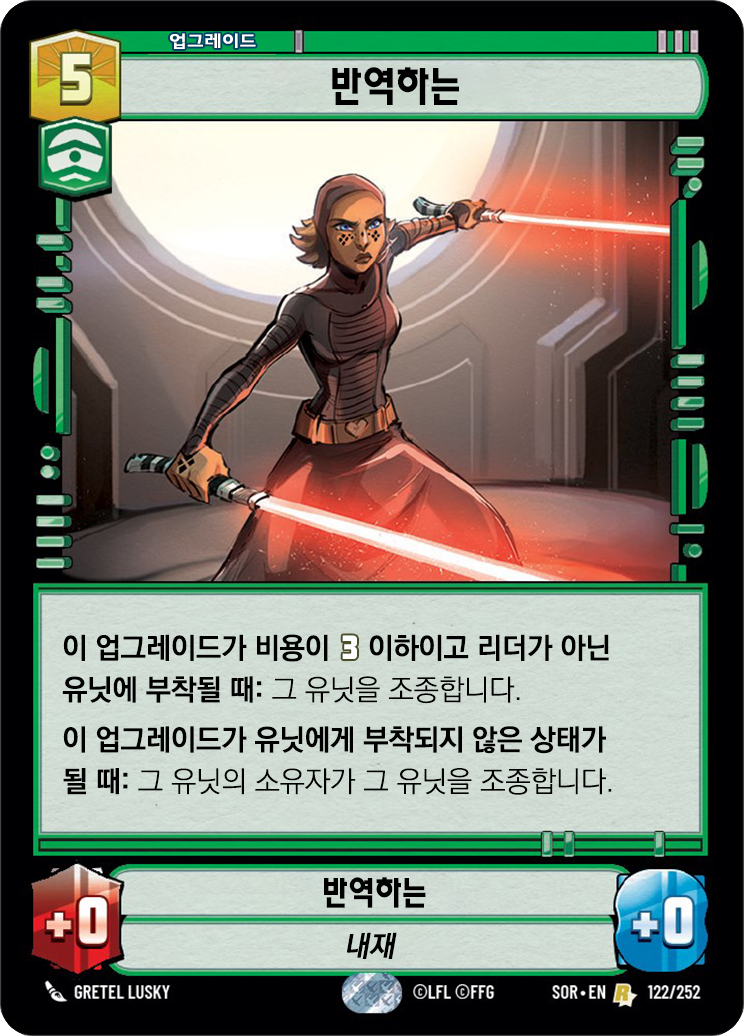 업그레이드
5
반역하는
이 업그레이드가 비용이 3 이하이고 리더가 아닌
유닛에 부착될 때: 그 유닛을 조종합니다.
이 업그레이드가 유닛에게 부착되지 않은 상태가
될 때: 그 유닛의 소유자가 그 유닛을 조종합니다.
반역하는
+0
내재
+0
GRETEL LUSKY
©LFL ©FFG
SOR • EN R 122/252